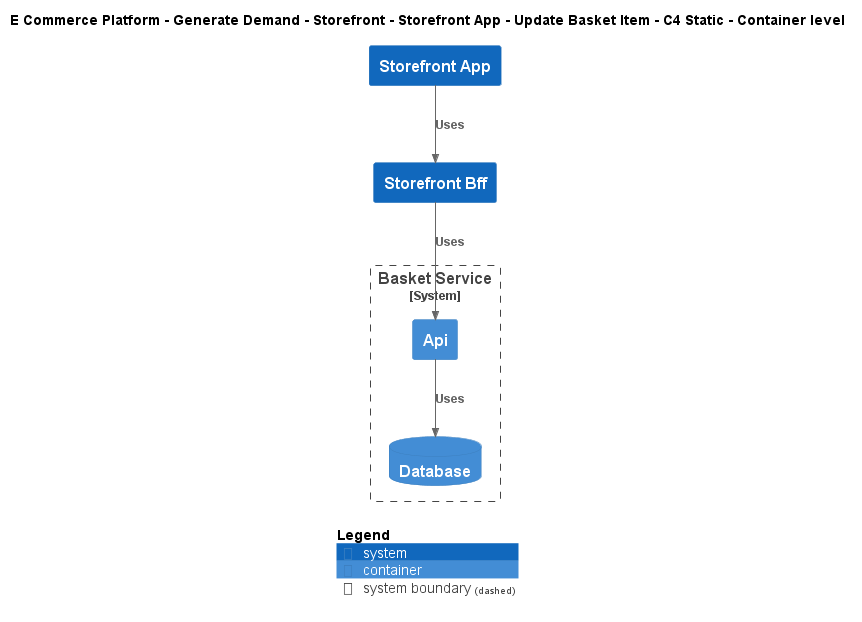 E Commerce Platform - Generate Demand - Storefront - Storefront App - Update Basket Item - C4 Static - Container level
Storefront App
Uses
Storefront Bff
Uses
Basket Service
[System]
Api
Uses
Database
Legend
system
container
system boundary (dashed)